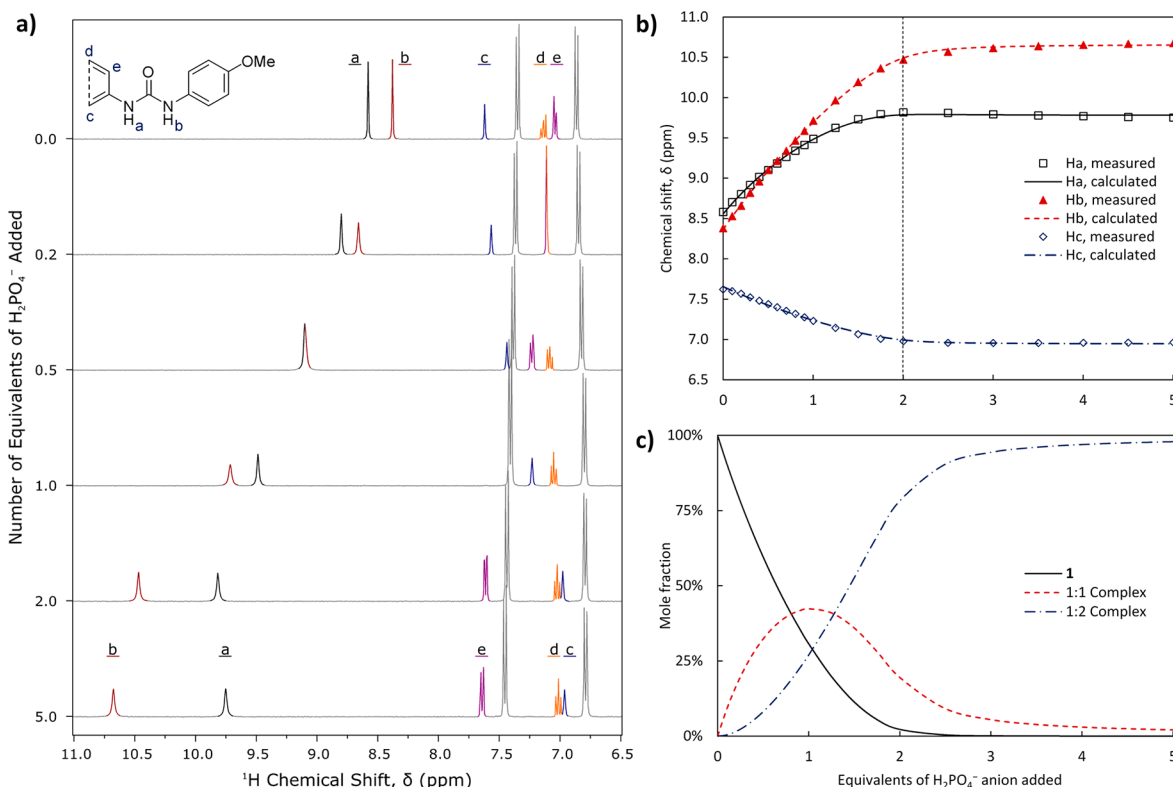 a)
d
e
O
OMe
N
N
c
H
a
H
b
a
b
c
d
e
0.0
0.2
0.5
1.0
2.0
b
a
e
d
c
5.0
Number of Equivalents of H₂PO₄⁻ Added
11.0 10.0 9.5 9.0 8.5 8.0 7.5 7.0 6.5
¹H Chemical Shift, δ (ppm)
b)
11.0
10.5
10.0
9.5
9.0
8.5
8.0
7.5
7.0
6.5
Chemical shift, δ (ppm)
Ha, measured
Ha, calculated
Hb, measured
Hb, calculated
Hc, measured
Hc, calculated
0 1 2 3 4 5
c)
100%
75%
50%
25%
0%
Mole fraction
1
1:1 Complex
1:2 Complex
0 1 2 3 4 5
Equivalents of H₂PO₄⁻ anion added